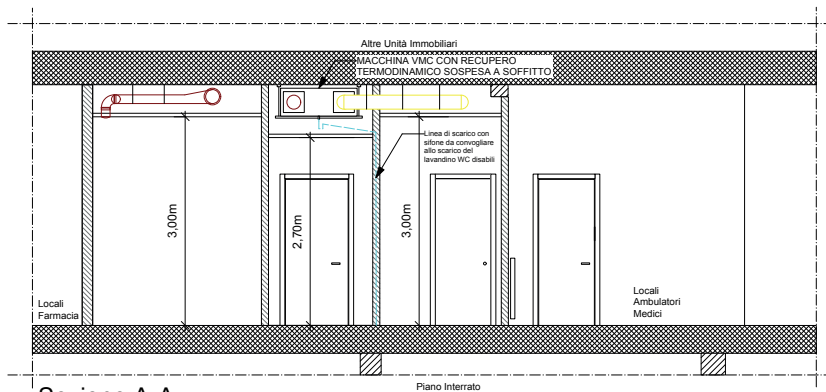 Altre Unità Immobiliari
MACCHINA VMC CON RECUPERO
TERMODINAMICO SOSPESA A SOFFITTO
Linea di scarico con
sifone da convogliare
allo scarico del
lavandino WC disabili
3,00m
2,70m
3,00m
Locali
Farmacia
Locali
Ambulatori
Medici
Piano Interrato
Sezione A-A